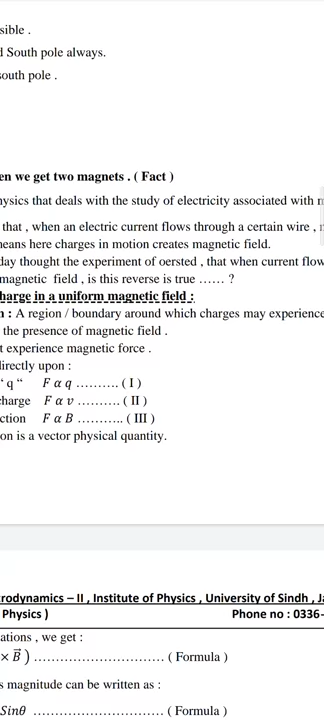 sible .
d South pole always.
south pole .
en we get two magnets . ( Fact )
hysics that deals with the study of electricity associated with
that , when an electric current flows through a certain wire ,
means here charges in motion creates magnetic field.
day thought the experiment of oersted , that when current flow
magnetic field , is this reverse is true …… ?
harge in a uniform magnetic field :
n : A region / boundary around which charges may experience
the presence of magnetic field .
t experience magnetic force .
directly upon :
“ q “ F α q ………. ( I )
charge F α v ………. ( II )
ction F α B ……….. ( III )
on is a vector physical quantity.
trodynamics – II , Institute of Physics , University of Sindh , Ja
Physics ) Phone no : 0336-
ations , we get :
× B⃗ ) ………………………… ( Formula )
s magnitude can be written as :
Sinθ ………………………… ( Formula )